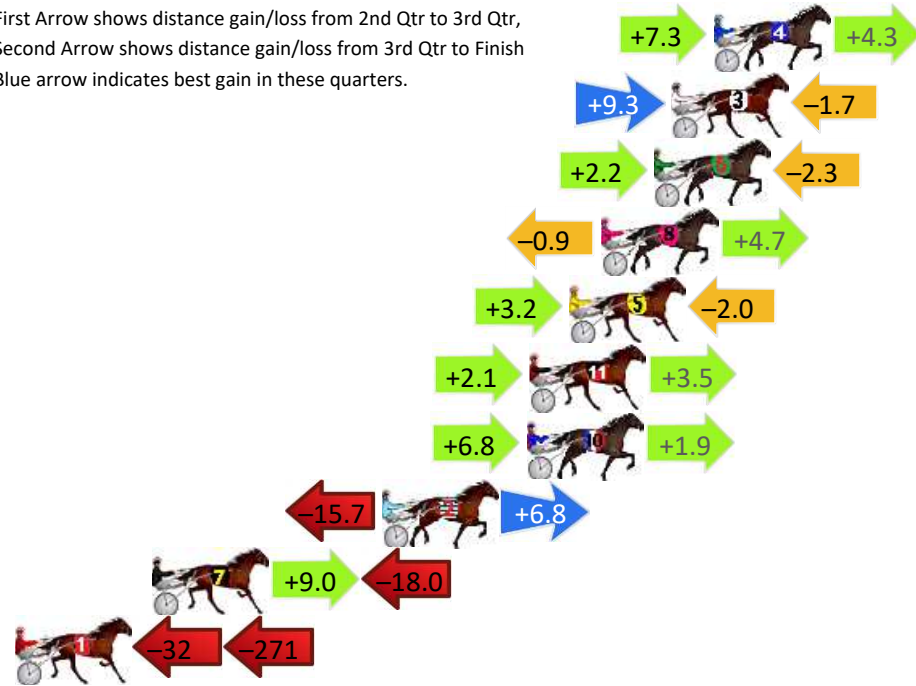 First Arrow shows distance gain/loss from 2nd Qtr to 3rd Qtr,
Second Arrow shows distance gain/loss from 3rd Qtr to Finish
Blue arrow indicates best gain in these quarters.
+7.3 4 +4.3
+9.3 3 –1.7
+2.2 6 –2.3
–0.9 8 +4.7
+3.2 5 –2.0
+2.1 11 +3.5
+6.8 10 +1.9
–15.7 2 +6.8
7 +9.0 –18.0
1 –32 –271